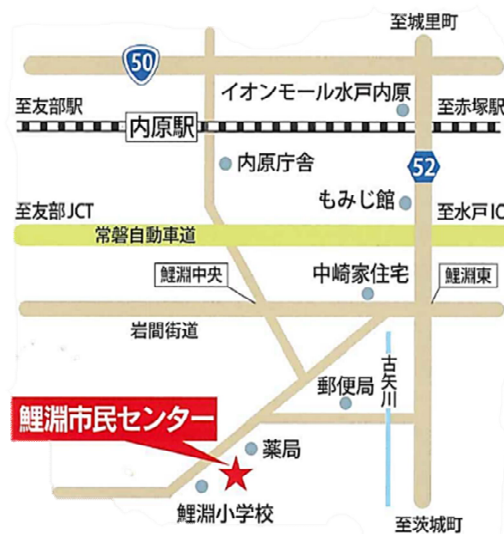 至城里町
50
イオンモール水戸内原
至友部駅
至赤塚駅
内原駅
内原庁舎
52
もみじ館
至友部JCT
至水戸IC
常磐自動車道
中崎家住宅
鯉淵中央
鯉淵東
岩間街道
古矢川
郵便局
鯉淵市民センター
薬局
鯉淵小学校
至茨城町